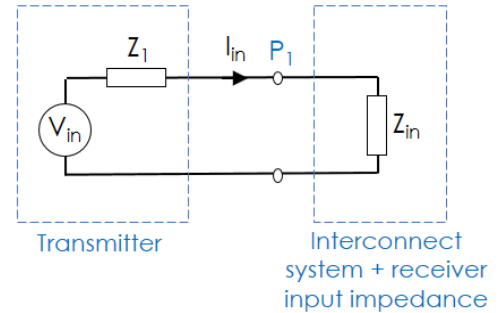 Z1
Iin
P1
Vin
Zin
Transmitter
Interconnect
system + receiver
input impedance